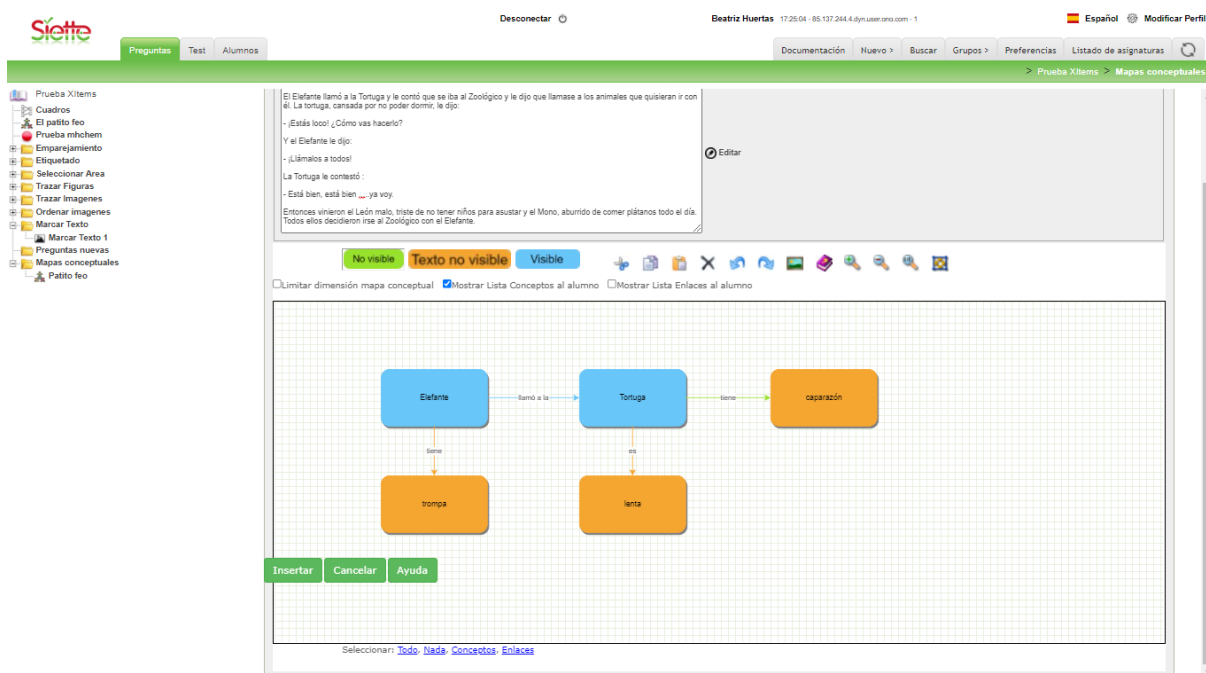 Siette
Desconectar
Beatriz Huertas 17:25:04 - 85.137.244.4.dyn.user.ono.com - 1
Español
Modificar Perfil
Preguntas
Test
Alumnos
Documentación
Nuevo >
Buscar
Grupos >
Preferencias
Listado de asignaturas
> Prueba XItems > Mapas conceptuales
Prueba XItems
Cuadros
El patito feo
Prueba mhchem
Emparejamiento
Etiquetado
Seleccionar Area
Trazar Figuras
Trazar Imagenes
Ordenar imagenes
Marcar Texto
Marcar Texto 1
Preguntas nuevas
Mapas conceptuales
Patito feo
El Elefante llamó a la Tortuga y le contó que se iba al Zoológico y le dijo que llamase a los animales que quisieran ir con
él. La tortuga, cansada por no poder dormir, le dijo:
- ¡Estás loco! ¿Cómo vas hacerlo?
Y el Elefante le dijo:
- ¡Llámalos a todos!
La Tortuga le contestó :
- Está bien, está bien ,,,..ya voy.
Entonces vinieron el León malo, triste de no tener niños para asustar y el Mono, aburrido de comer plátanos todo el día.
Todos ellos decidieron irse al Zoológico con el Elefante.
Editar
No visible
Texto no visible
Visible
Limitar dimensión mapa conceptual
Mostrar Lista Conceptos al alumno
Mostrar Lista Enlaces al alumno
Elefante
llamó a la
Tortuga
tiene
caparazón
tiene
es
trompa
lenta
Insertar
Cancelar
Ayuda
Seleccionar: Todo, Nada, Conceptos, Enlaces